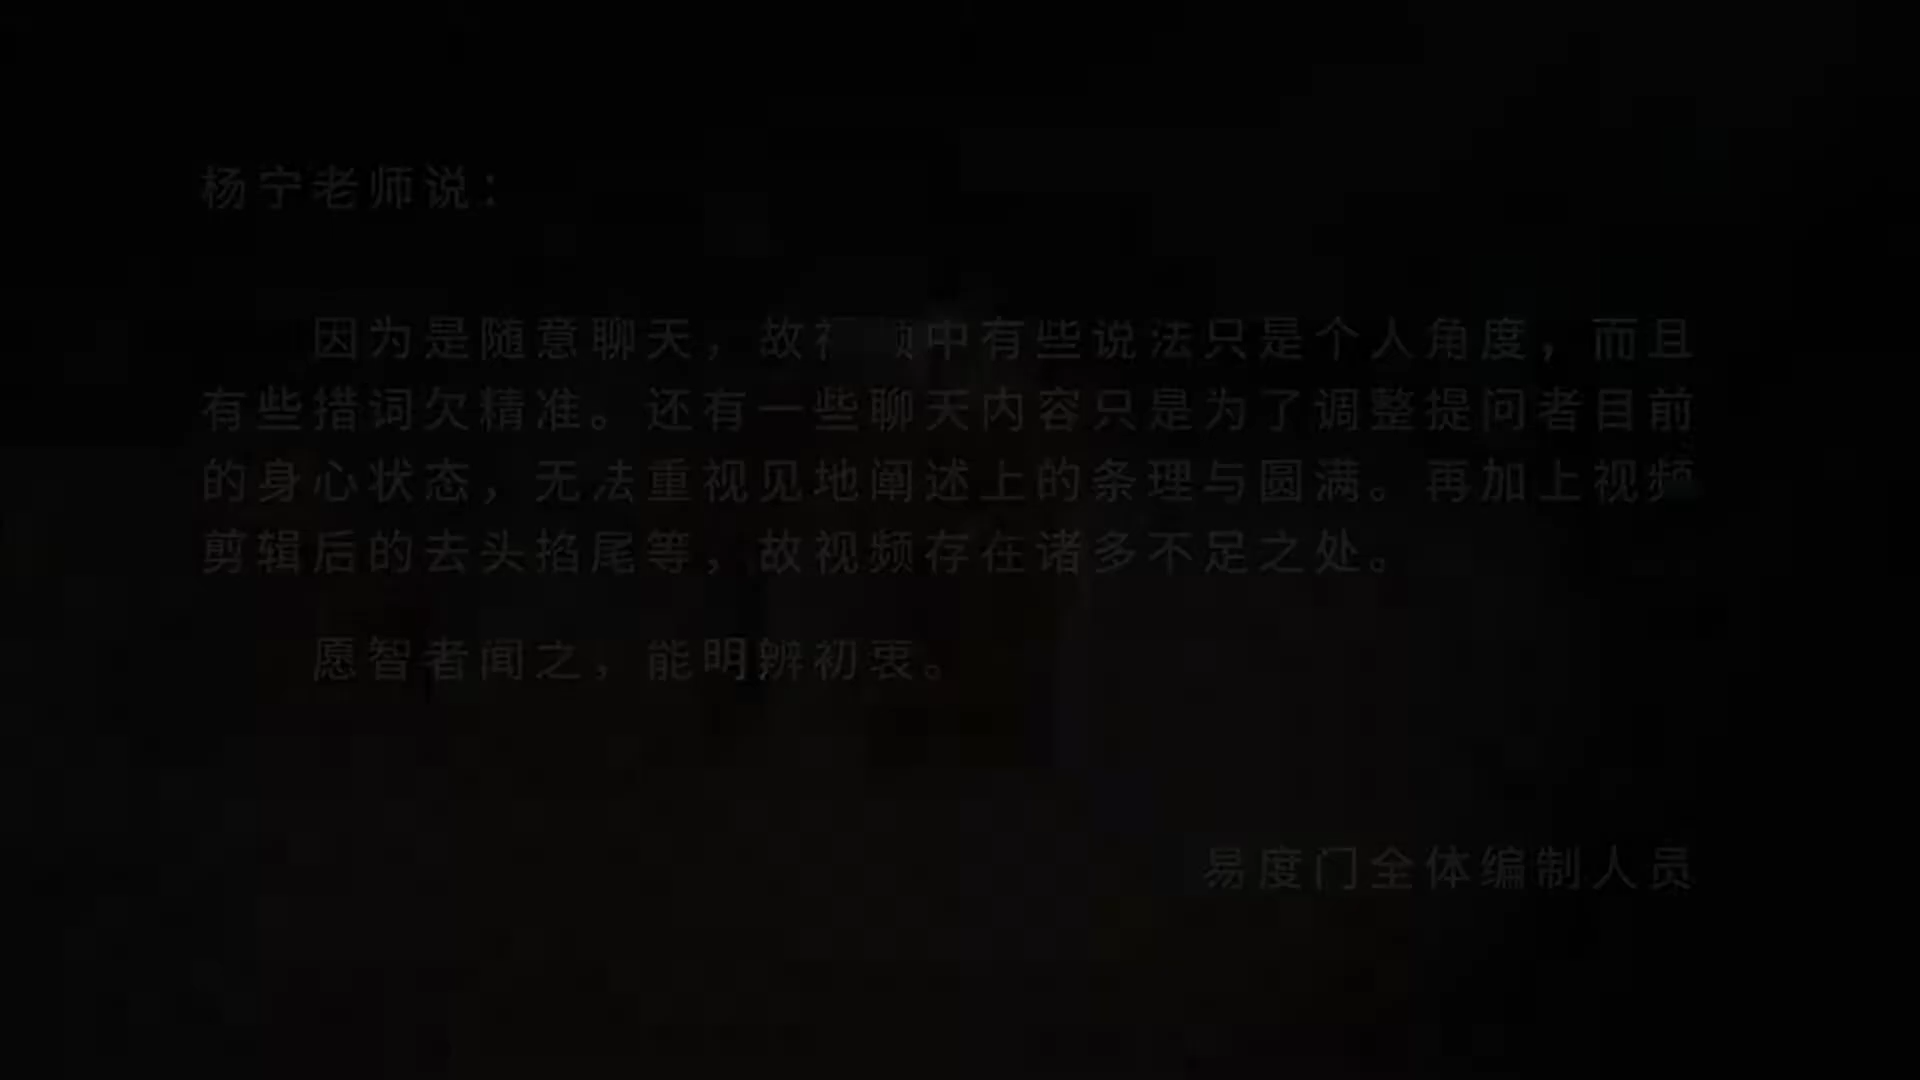 杨宁老师说：
因为是随意聊天，故视频中有些说法只是个人角度，而且
有些措词欠精准。还有一些聊天内容只是为了调整提问者目前
的身心状态，无法重视见地阐述上的条理与圆满。再加上视频
剪辑后的去头掐尾等，故视频存在诸多不足之处。
愿智者闻之，能明辨初衷。
易度门全体编制人员